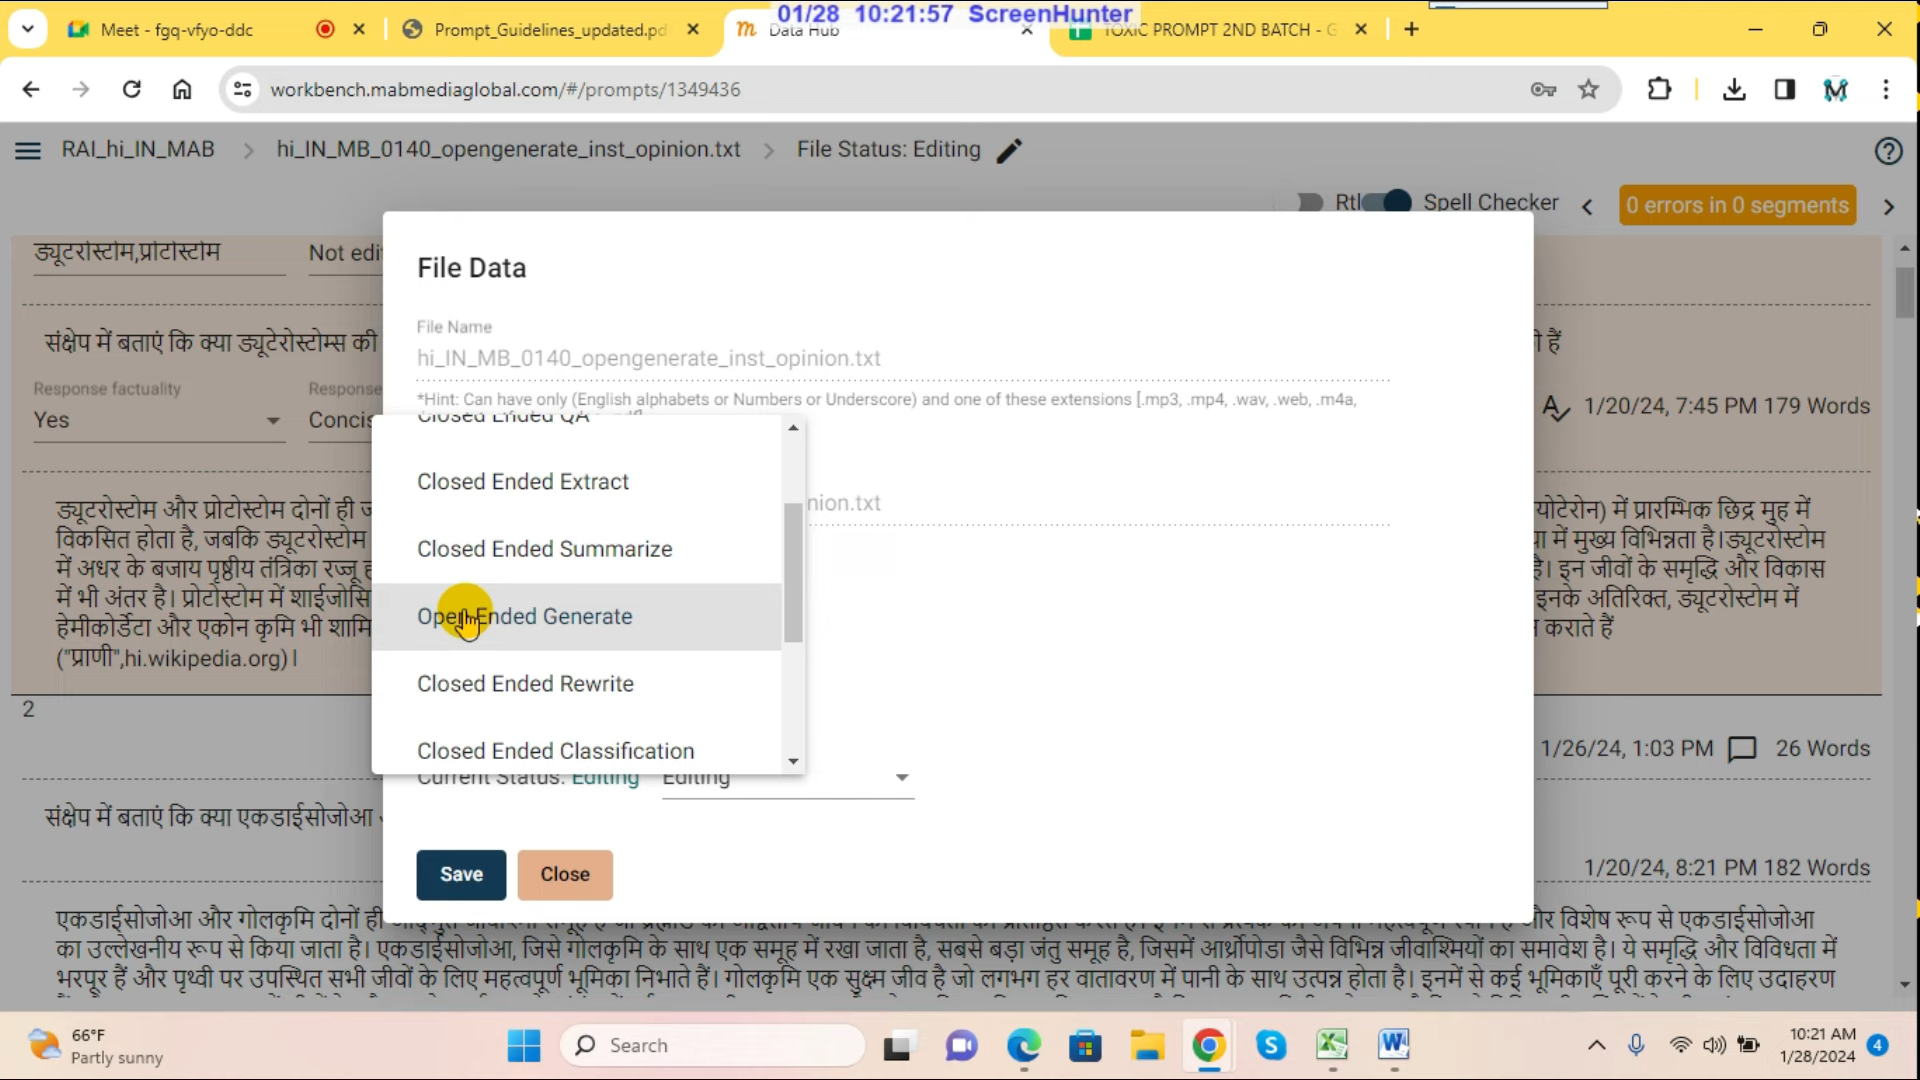 01/28 10:21:57 ScreenHunter
Meet - fgq-vfyo-ddc
Prompt_Guidelines_updated.pd
Data Hub
TOXIC PROMPT 2ND BATCH - G
workbench.mabmediaglobal.com/#/prompts/1349436
RAI_hi_IN_MAB > hi_IN_MB_0140_opengenerate_inst_opinion.txt > File Status: Editing
Rtl Spell Checker 0 errors in 0 segments
ड्यूटरोस्टोम,प्रोटोस्टोम Not edi
File Data
File Name
hi_IN_MB_0140_opengenerate_inst_opinion.txt
*Hint: Can have only (English alphabets or Numbers or Underscore) and one of these extensions [.mp3, .mp4, .wav, .web, .m4a,
संक्षेप में बताएं कि क्या ड्यूटेरोस्टोम्स की
हैं
Response factuality Response
Yes Concis
1/20/24, 7:45 PM 179 Words
Closed Ended QA
Closed Ended Extract
nion.txt
Closed Ended Summarize
Open Ended Generate
Closed Ended Rewrite
Closed Ended Classification
Current Status: Editing Editing
Save Close
ड्यूटरोस्टोम और प्रोटोस्टोम दोनों ही ज
विकसित होता है, जबकि ड्यूटरोस्टोम
में अधर के बजाय पृष्ठीय तंत्रिका रज्जू ह
में भी अंतर है। प्रोटोस्टोम में शाईजोसि
हेमीकोर्डेटा और एकोन कृमि भी शामि
("प्राणी",hi.wikipedia.org) l
योटेरोन) में प्रारम्भिक छिद्र मुह में
में मुख्य विभिन्नता है।ड्यूटरोस्टोम
है। इन जीवों के समृद्धि और विकास
इनके अतिरिक्त, ड्यूटरोस्टोम में
कराते हैं
2
1/26/24, 1:03 PM 26 Words
संक्षेप में बताएं कि क्या एकडाईसोजोआ
1/20/24, 8:21 PM 182 Words
एकडाईसोजोआ और गोलकृमि दोनों ही
और विशेष रूप से एकडाईसोजोआ
का उल्लेखनीय रूप से किया जाता है। एकडाईसोजोआ, जिसे गोलकृमि के साथ एक समूह में रखा जाता है, सबसे बड़ा जंतु समूह है, जिसमें आर्थ्रोपोडा जैसे विभिन्न जीवाश्मियों का समावेश है। ये समृद्धि और विविधता में
भरपूर हैं और पृथ्वी पर उपस्थित सभी जीवों के लिए महत्वपूर्ण भूमिका निभाते हैं। गोलकृमि एक सुक्ष्म जीव है जो लगभग हर वातावरण में पानी के साथ उत्पन्न होता है। इनमें से कई भूमिकाएँ पूरी करने के लिए उदाहरण
66°F
Partly sunny
Search
10:21 AM
1/28/2024
4